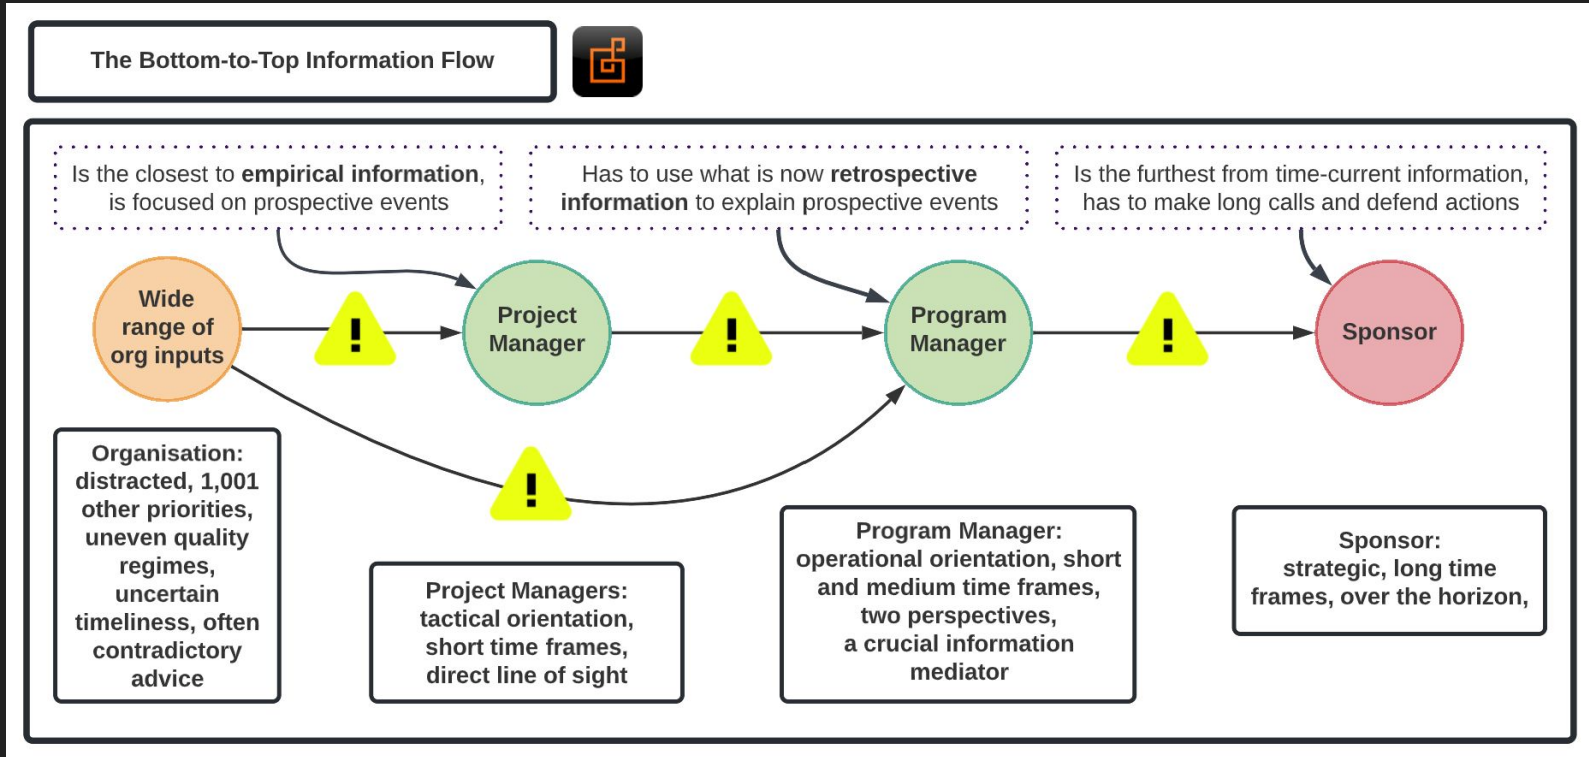 The Bottom-to-Top Information Flow
Is the closest to empirical information,
is focused on prospective events
Has to use what is now retrospective
information to explain prospective events
Is the furthest from time-current information,
has to make long calls and defend actions
Wide
range of
org inputs
!
Project
Manager
!
Program
Manager
!
Sponsor
!
Organisation:
distracted, 1,001
other priorities,
uneven quality
regimes,
uncertain
timeliness, often
contradictory
advice
Project Managers:
tactical orientation,
short time frames,
direct line of sight
Program Manager:
operational orientation, short
and medium time frames,
two perspectives,
a crucial information
mediator
Sponsor:
strategic, long time
frames, over the horizon,